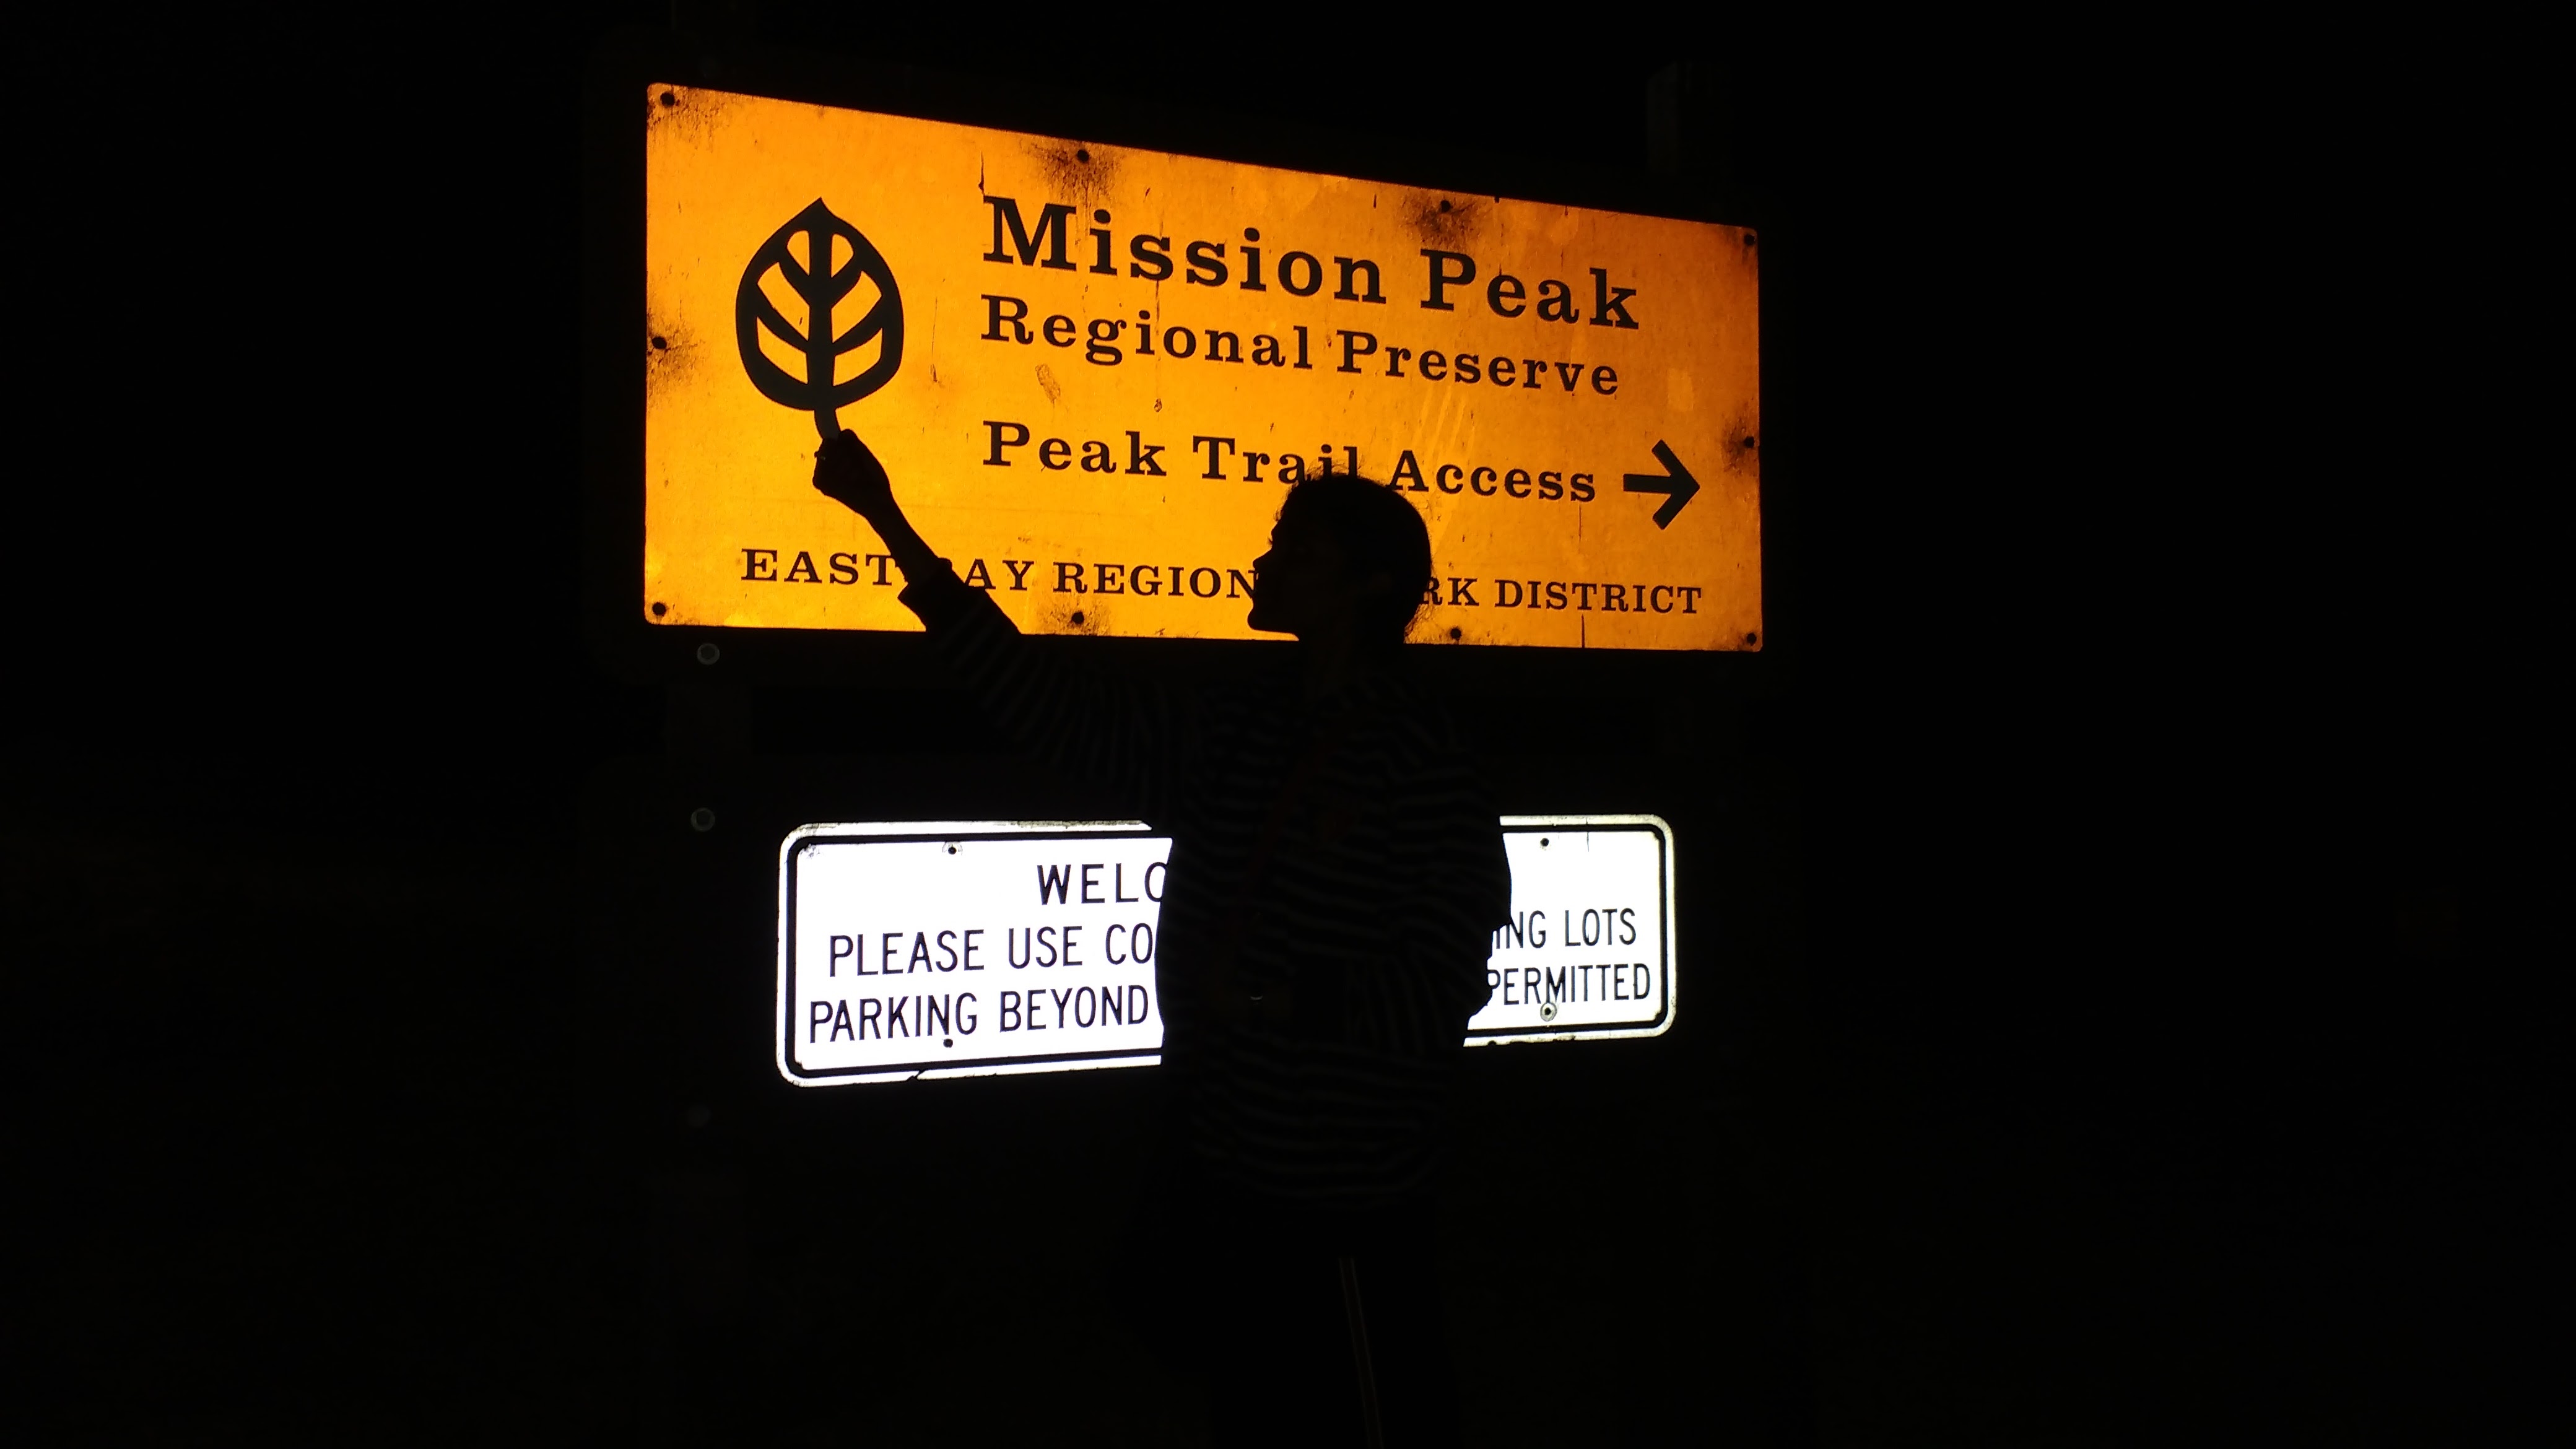 Mission Peak
Regional Preserve
Peak Trail Access →
EAST AY REGION RK DISTRICT
WELC
PLEASE USE CO ING LOTS
PARKING BEYOND PERMITTED